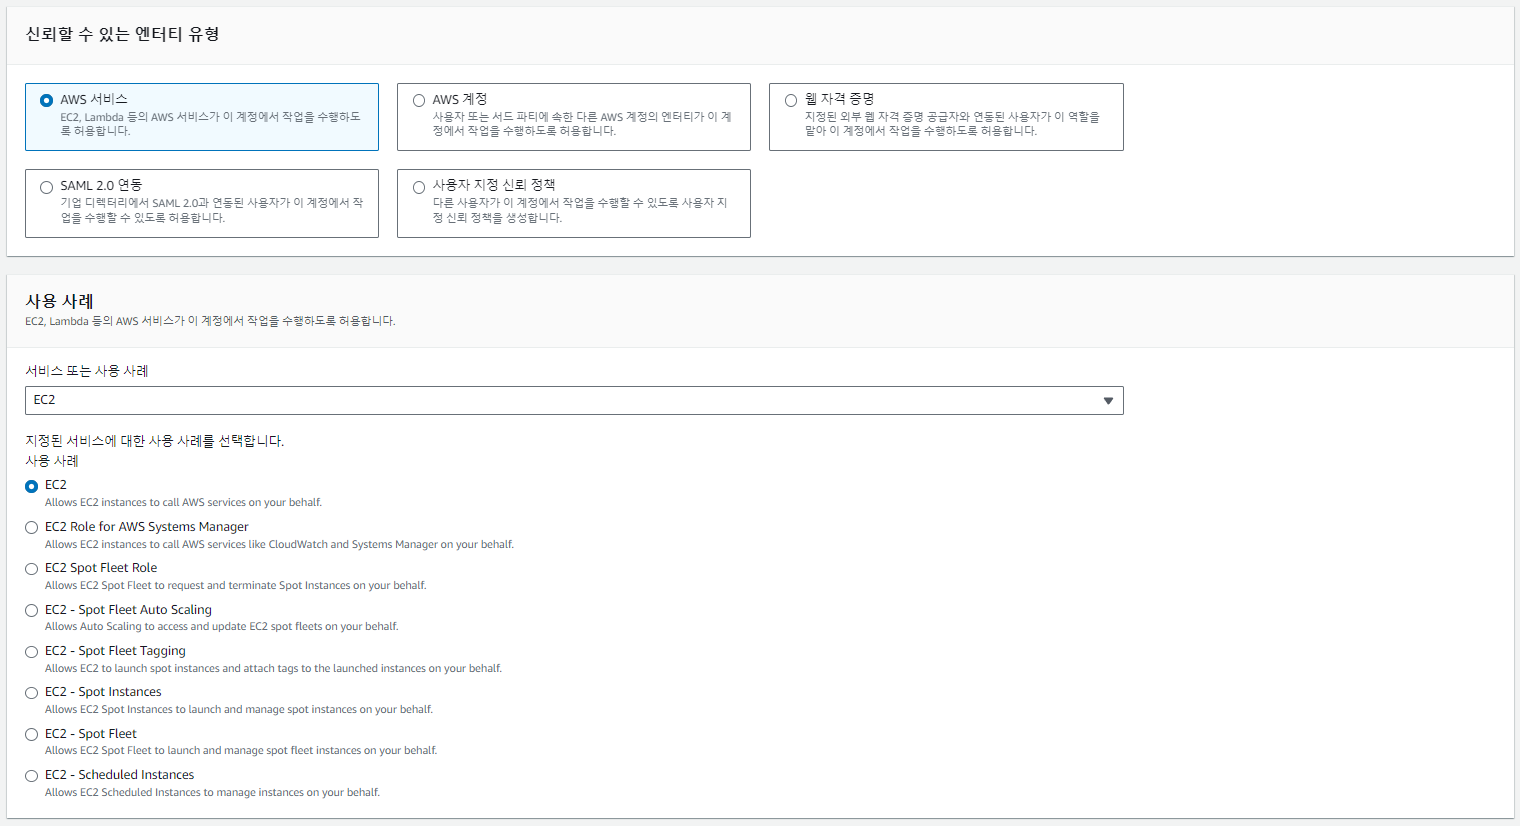 신뢰할 수 있는 엔터티 유형
AWS 서비스
EC2, Lambda 등의 AWS 서비스가 이 계정에서 작업을 수행하도
록 허용합니다.
AWS 계정
사용자 또는 서드 파티에 속한 다른 AWS 계정의 엔터티가 이 계
정에서 작업을 수행하도록 허용합니다.
웹 자격 증명
지정된 외부 웹 자격 증명 공급자와 연동된 사용자가 이 역할을
맡아 이 계정에서 작업을 수행하도록 허용합니다.
SAML 2.0 연동
기업 디렉터리에서 SAML 2.0과 연동된 사용자가 이 계정에서 작
업을 수행할 수 있도록 허용합니다.
사용자 지정 신뢰 정책
다른 사용자가 이 계정에서 작업을 수행할 수 있도록 사용자 지
정 신뢰 정책을 생성합니다.
사용 사례
EC2, Lambda 등의 AWS 서비스가 이 계정에서 작업을 수행하도록 허용합니다.
서비스 또는 사용 사례
EC2
지정된 서비스에 대한 사용 사례를 선택합니다.
사용 사례
EC2
Allows EC2 instances to call AWS services on your behalf.
EC2 Role for AWS Systems Manager
Allows EC2 instances to call AWS services like CloudWatch and Systems Manager on your behalf.
EC2 Spot Fleet Role
Allows EC2 Spot Fleet to request and terminate Spot Instances on your behalf.
EC2 - Spot Fleet Auto Scaling
Allows Auto Scaling to access and update EC2 spot fleets on your behalf.
EC2 - Spot Fleet Tagging
Allows EC2 to launch spot instances and attach tags to the launched instances on your behalf.
EC2 - Spot Instances
Allows EC2 Spot Instances to launch and manage spot instances on your behalf.
EC2 - Spot Fleet
Allows EC2 Spot Fleet to launch and manage spot fleet instances on your behalf.
EC2 - Scheduled Instances
Allows EC2 Scheduled Instances to manage instances on your behalf.